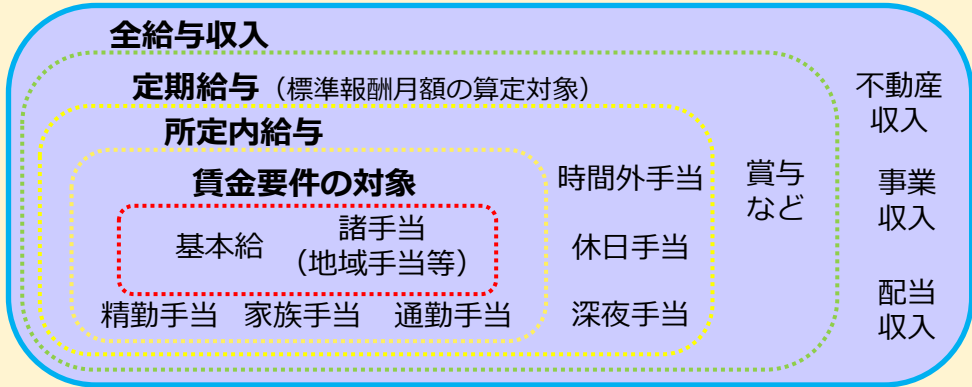 全給与収入
定期給与（標準報酬月額の算定対象）
所定内給与
賃金要件の対象
基本給
諸手当
（地域手当等）
精勤手当 家族手当 通勤手当
時間外手当
休日手当
深夜手当
賞与
など
不動産
収入
事業
収入
配当
収入